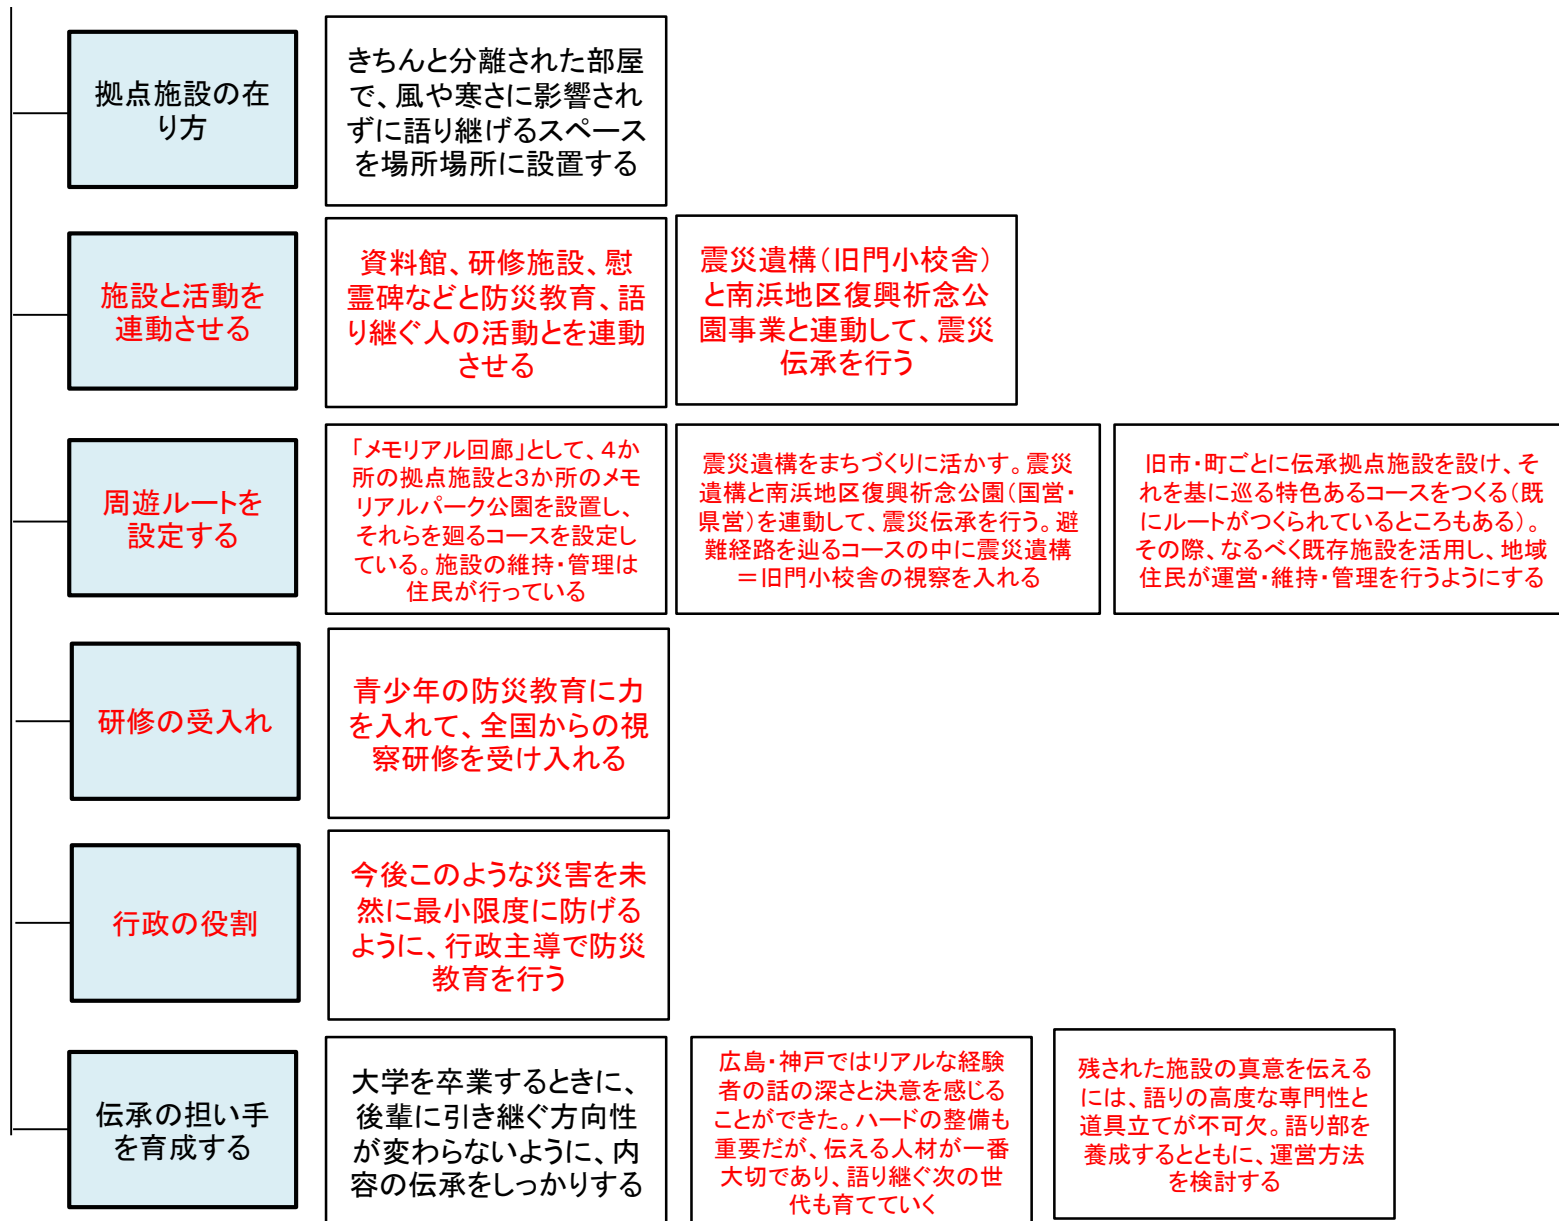 拠点施設の在
り方
きちんと分離された部屋
で、風や寒さに影響され
ずに語り継げるスペース
を場所場所に設置する
施設と活動を
連動させる
資料館、研修施設、慰
霊碑などと防災教育、語
り継ぐ人の活動とを連動
させる
震災遺構（旧門小校舎）
と南浜地区復興祈念公
園事業と連動して、震災
伝承を行う
周遊ルートを
設定する
「メモリアル回廊」として、４か
所の拠点施設と３か所のメモ
リアルパーク公園を設置し、
それらを廻るコースを設定し
ている。施設の維持・管理は
住民が行っている
震災遺構をまちづくりに活かす。震災
遺構と南浜地区復興祈念公園（国営・
県営）を連動して、震災伝承を行う。避
難経路を辿るコースの中に震災遺構
＝旧門小校舎の視察を入れる
旧市・町ごとに伝承拠点施設を設け、そ
れを基に巡る特色あるコースをつくる（既
にルートがつくられているところもある）。
その際、なるべく既存施設を活用し、地域
住民が運営・維持・管理を行うようにする
研修の受入れ
青少年の防災教育に力
を入れて、全国からの視
察研修を受け入れる
行政の役割
今後このような災害を未
然に最小限度に防げる
ように、行政主導で防災
教育を行う
伝承の担い手
を育成する
大学を卒業するときに、
後輩に引き継ぐ方向性
が変わらないように、内
容の伝承をしっかりする
広島・神戸ではリアルな経験
者の話の深さと決意を感じる
ことができた。ハードの整備も
重要だが、伝える人材が一番
大切であり、語り継ぐ次の世
代も育てていく
残された施設の真意を伝える
には、語りの高度な専門性と
道具立てが不可欠。語り部を
養成するとともに、運営方法
を検討する